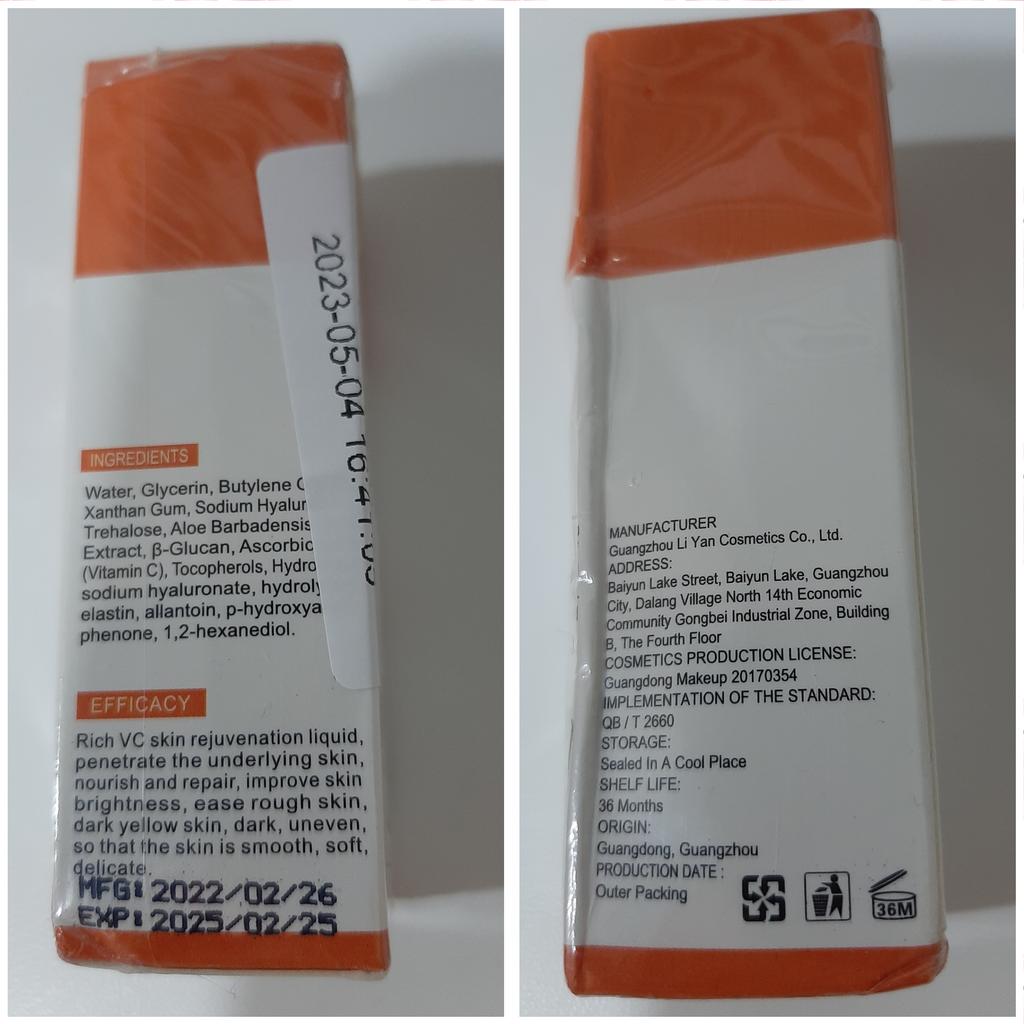 INGREDIENTS
Water, Glycerin, Butylene
Xanthan Gum, Sodium
Trehalose, Aloe Barbadensis
Extract, β-Glucan,
(Vitamin C), Tocopherols,
sodium hyaluronate,
elastin, allantoin,
phenone, 1,2-hexanediol.
2023-05-04
EFFICACY
Rich VC skin rejuvenation liquid,
penetrate the underlying skin,
nourish and repair, improve skin
brightness, ease rough skin,
dark yellow skin, dark, uneven,
so that the skin is smooth, soft,
delicate.
MFG: 2022/02/26
EXP: 2025/02/25
MANUFACTURER
Guangzhou Li Yan Cosmetics Co., Ltd.
ADDRESS:
Baiyun Lake Street, Baiyun Lake, Guangzhou
City, Dalang Village North 14th Economic
Community Gongbei Industrial Zone, Building
B, The Fourth Floor
COSMETICS PRODUCTION LICENSE:
Guangdong Makeup 20170354
IMPLEMENTATION OF THE STANDARD:
QB / T 2660
STORAGE:
Sealed In A Cool Place
SHELF LIFE:
36 Months
ORIGIN:
Guangdong, Guangzhou
PRODUCTION DATE :
Outer Packing
36M